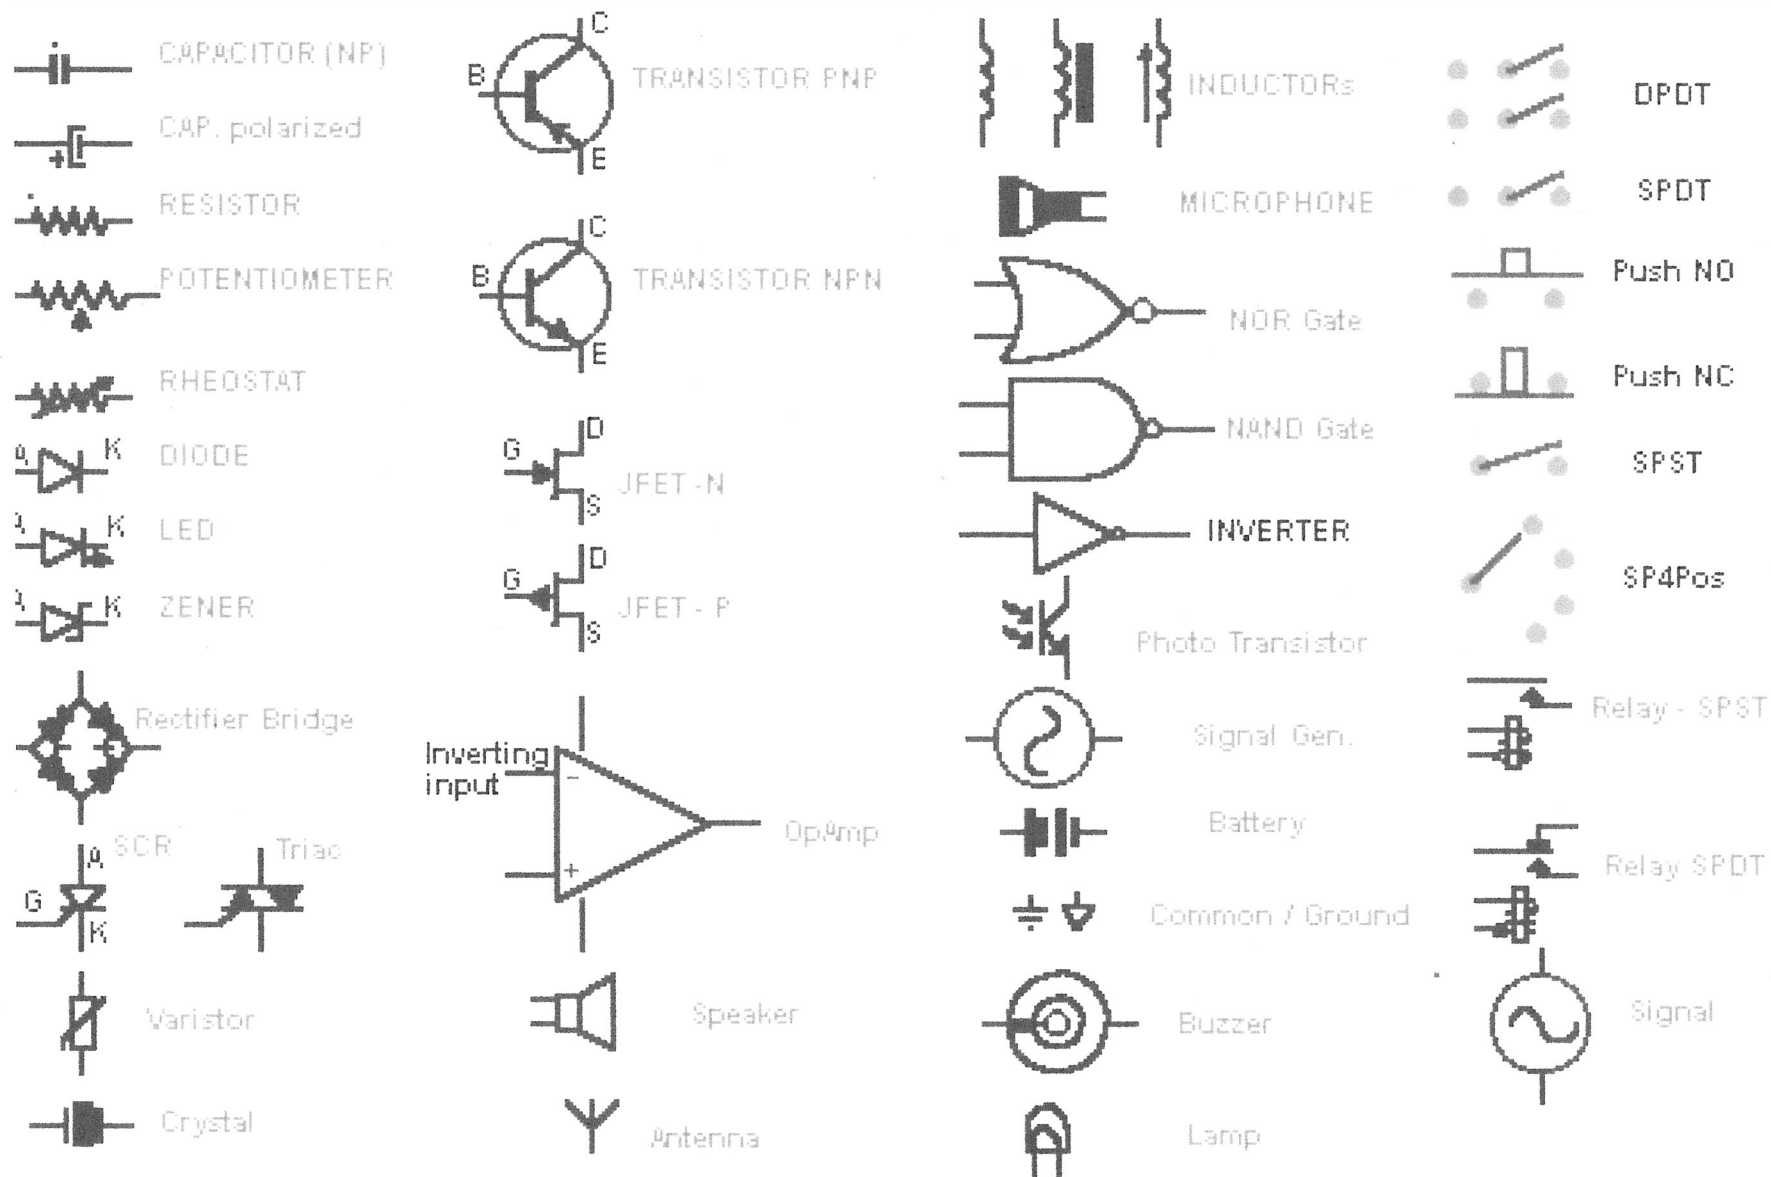 CAPACITOR (NP)
CAP. polarized
+
RESISTOR
POTENTIOMETER
RHEOSTAT
A K DIODE
A K LED
A K ZENER
Rectifier Bridge
SCR Triac
A
G
K
Varistor
Crystal
C
B TRANSISTOR PNP
E
C
B TRANSISTOR NPN
E
D
G JFET -N
S
D
G JFET - P
S
Inverting
input
-
+
OpAmp
Speaker
Antenna
INDUCTORs
MICROPHONE
NOR Gate
NAND Gate
INVERTER
Photo Transistor
Signal Gen.
Battery
Common / Ground
Buzzer
Lamp
DPDT
SPDT
Push NO
Push NC
SPST
SP4Pos
Relay - SPST
Relay SPDT
Signal